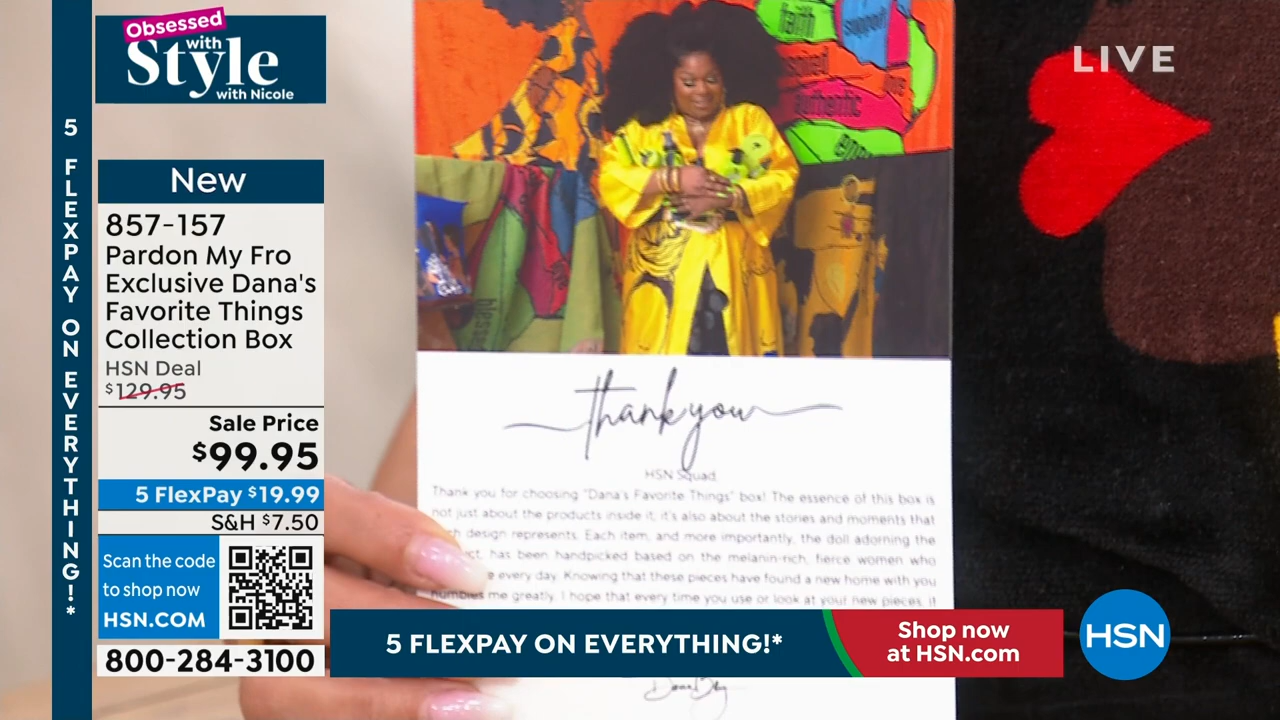 Obsessed
with
Style
with Nicole
LIVE
5 FLEXPAY ON EVERYTHING!*
New
857-157
Pardon My Fro
Exclusive Dana's
Favorite Things
Collection Box
HSN Deal
$129.95
Sale Price
$99.95
5 FlexPay $19.99
S&H $7.50
Scan the code
to shop now
HSN.COM
800-284-3100
faith
support
authentic
blesse
thank you
HSN Squad,
Thank you for choosing "Dana's Favorite Things" box! The essence of this box is
not just about the products inside it; it's also about the stories and moments that
design represents. Each item, and more importantly, the doll adorning the
has been handpicked based on the melanin-rich, fierce women who
every day. Knowing that these pieces have found a new home with you
humbles me greatly. I hope that every time you use or look at your new pieces, it
5 FLEXPAY ON EVERYTHING!*
Shop now
at HSN.com
HSN